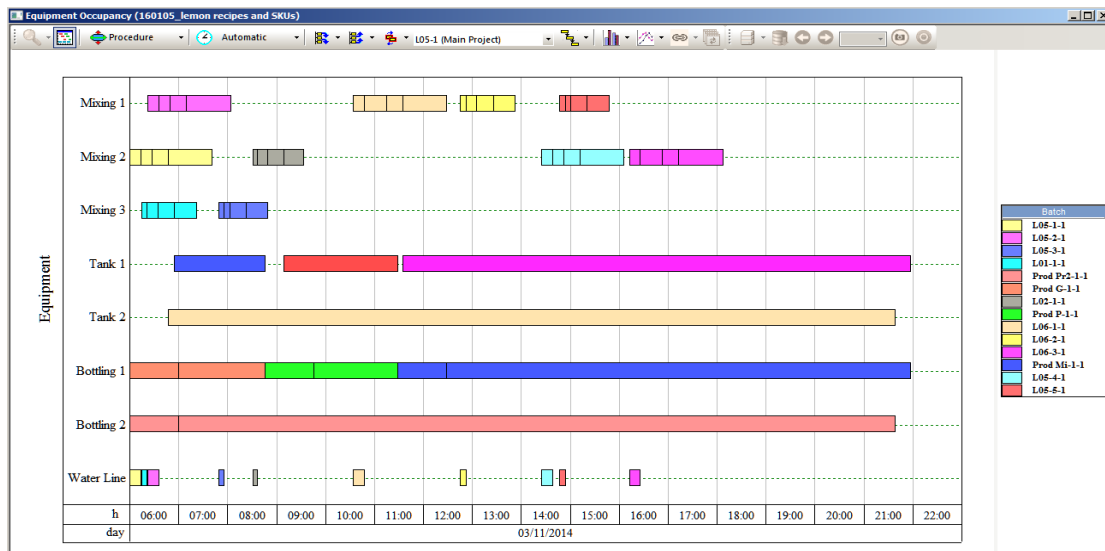 Equipment Occupancy (160105_lemon recipes and SKUs)
Procedure Automatic L05-1 (Main Project)
Mixing 1
Mixing 2
Mixing 3
Tank 1
Tank 2
Bottling 1
Bottling 2
Water Line
Equipment
h 06:00 07:00 08:00 09:00 10:00 11:00 12:00 13:00 14:00 15:00 16:00 17:00 18:00 19:00 20:00 21:00 22:00
day 03/11/2014
Batch
L05-1-1
L05-2-1
L05-3-1
L01-1-1
Prod Pr2-1-1
Prod G-1-1
L02-1-1
Prod P-1-1
L06-1-1
L06-2-1
L06-3-1
Prod Mi-1-1
L05-4-1
L05-5-1